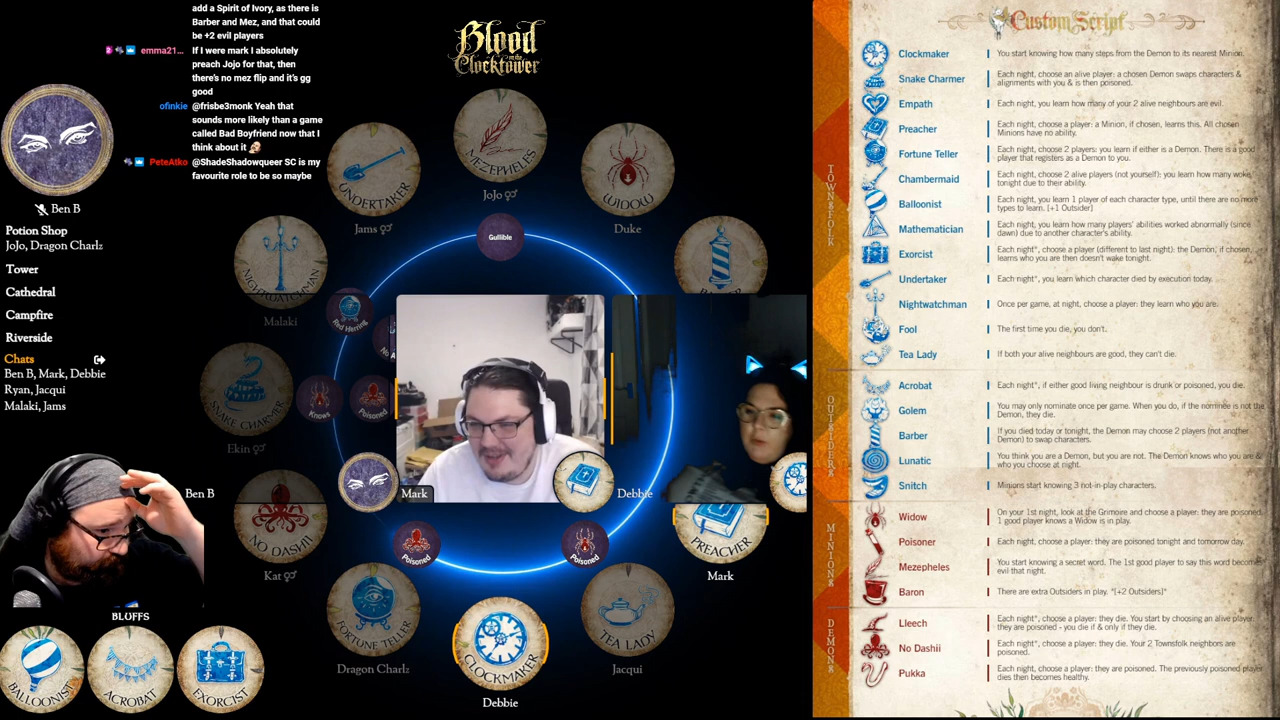 add a Spirit of Ivory, as there is
Barber and Mez, and that could
be +2 evil players
emma21... If I were mark I absolutely
preach Jojo for that, then
there's no mez flip and it's gg
good
ofinkie @frisbe3monk Yeah that
sounds more likely than a game
called Bad Boyfriend now that I
think about it
PeteAtko @ShadeShadowqueer SC is my
favourite role to be so maybe
Ben B
Potion Shop
JoJo, Dragon Charlz
Tower
Cathedral
Campfire
Riverside
Chats
Ben B, Mark, Debbie
Ryan, Jacqui
Malaki, Jams
Ben B
BLUFFS
BALLOONIST
ACROBAT
EXORCIST
Blood
on the
Clocktower
MEZEPHELES
JoJo
Gullible
UNDERTAKER
Jams
WIDOW
Duke
NIGHTWATCHMAN
Malaki
Red Herring
SNAKE CHARMER
Ekin
Knows
Poisoned
NO DASHII
Kat
Mark
Debbie
PREACHER
Mark
Poisoned
Poisoned
FORTUNE TELLER
Dragon Charlz
CLOCKMAKER
Debbie
TEA LADY
Jacqui
Custom Script
TOWNSFOLK
Clockmaker You start knowing how many steps from the Demon to its nearest Minion.
Snake Charmer Each night, choose an alive player: a chosen Demon swaps characters &
alignments with you & is then poisoned.
Empath Each night, you learn how many of your 2 alive neighbours are evil.
Preacher Each night, choose a player: a Minion, if chosen, learns this. All chosen
Minions have no ability.
Fortune Teller Each night, choose 2 players: you learn if either is a Demon. There is a good
player that registers as a Demon to you.
Chambermaid Each night, choose 2 alive players (not yourself): you learn how many woke
tonight due to their ability.
Balloonist Each night, you learn 1 player of each character type, until there are no more
types to learn. [+1 Outsider]
Mathematician Each night, you learn how many players' abilities worked abnormally (since
dawn) due to another character's ability.
Exorcist Each night*, choose a player (different to last night): the Demon, if chosen,
learns who you are then doesn't wake tonight.
Undertaker Each night*, you learn which character died by execution today.
Nightwatchman Once per game, at night, choose a player: they learn who you are.
Fool The first time you die, you don't.
Tea Lady If both your alive neighbours are good, they can't die.
OUTSIDERS
Acrobat Each night*, if either good living neighbour is drunk or poisoned, you die.
Golem You may only nominate once per game. When you do, if the nominee is not the
Demon, they die.
Barber If you died today or tonight, the Demon may choose 2 players (not another
Demon) to swap characters.
Lunatic You think you are a Demon, but you are not. The Demon knows who you are &
who you choose at night.
Snitch Minions start knowing 3 not-in-play characters.
MINIONS
Widow On your 1st night, look at the Grimoire and choose a player: they are poisoned.
1 good player knows a Widow is in play.
Poisoner Each night, choose a player: they are poisoned tonight and tomorrow day.
Mezepheles You start knowing a secret word. The 1st good player to say this word becomes
evil that night.
Baron There are extra Outsiders in play. *[+2 Outsiders]*
DEMONS
Lleech Each night*, choose a player: they die. You start by choosing an alive player:
they are poisoned - you die if & only if they die.
No Dashii Each night*, choose a player: they die. Your 2 Townsfolk neighbors are
poisoned.
Pukka Each night, choose a player: they are poisoned. The previously poisoned player
dies then becomes healthy.